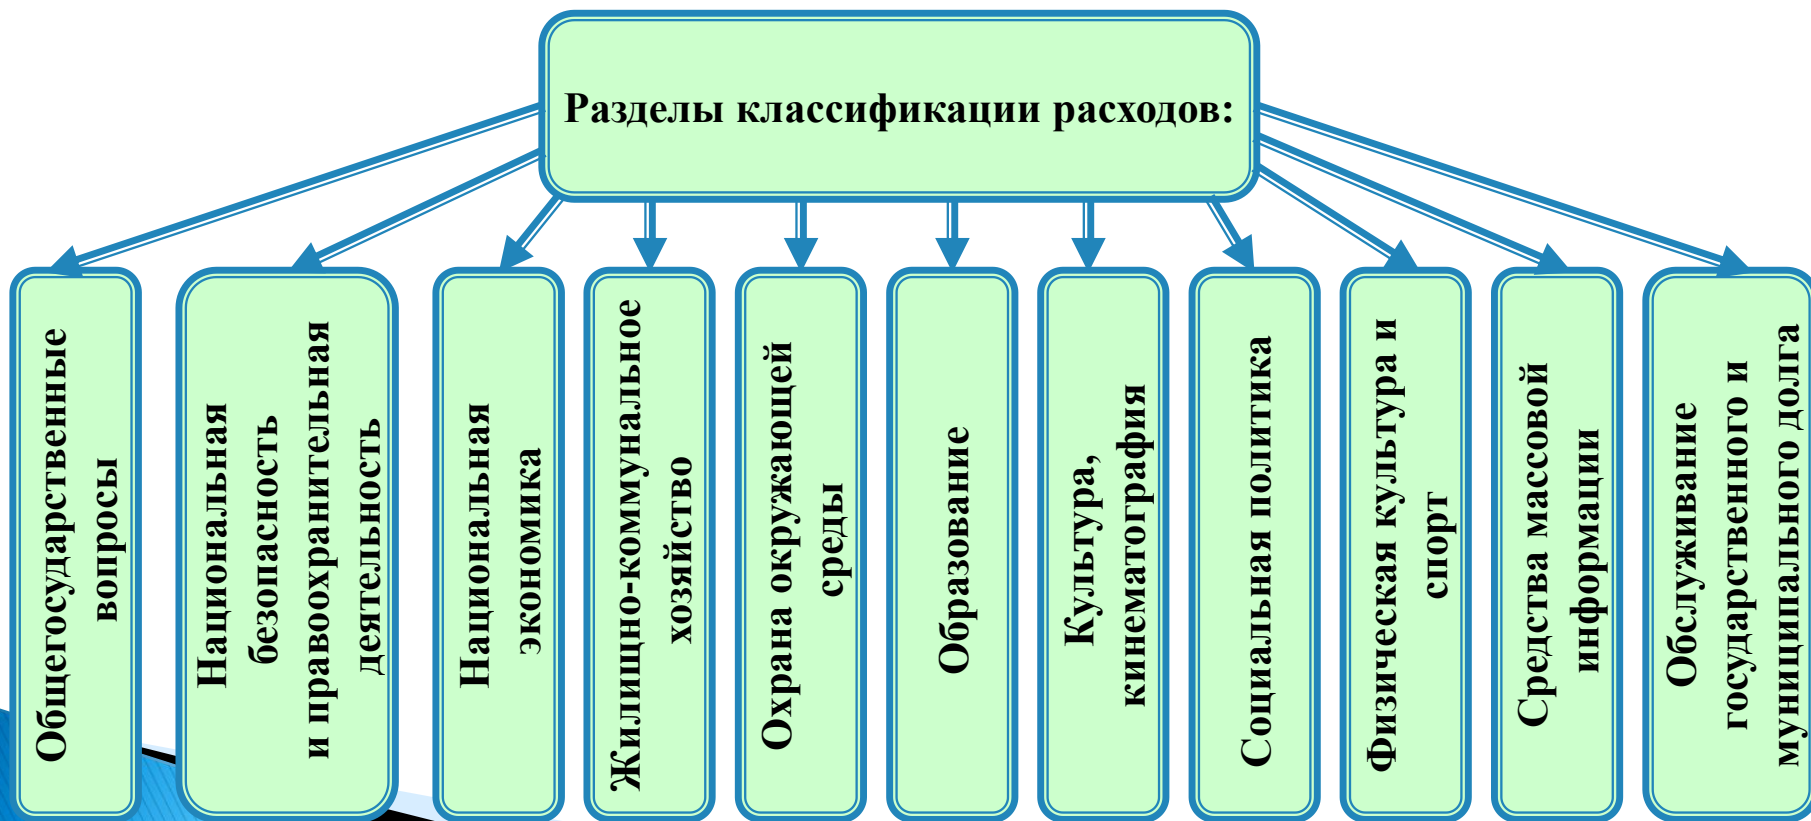 Разделы классификации расходов:
Общегосударственные
вопросы
Национальная
безопасность
и правоохранительная
деятельность
Национальная
экономика
Жилищно-коммунальное
хозяйство
Охрана окружающей
среды
Образование
Культура,
кинематография
Социальная политика
Физическая культура и
спорт
Средства массовой
информации
Обслуживание
государственного и
муниципального долга